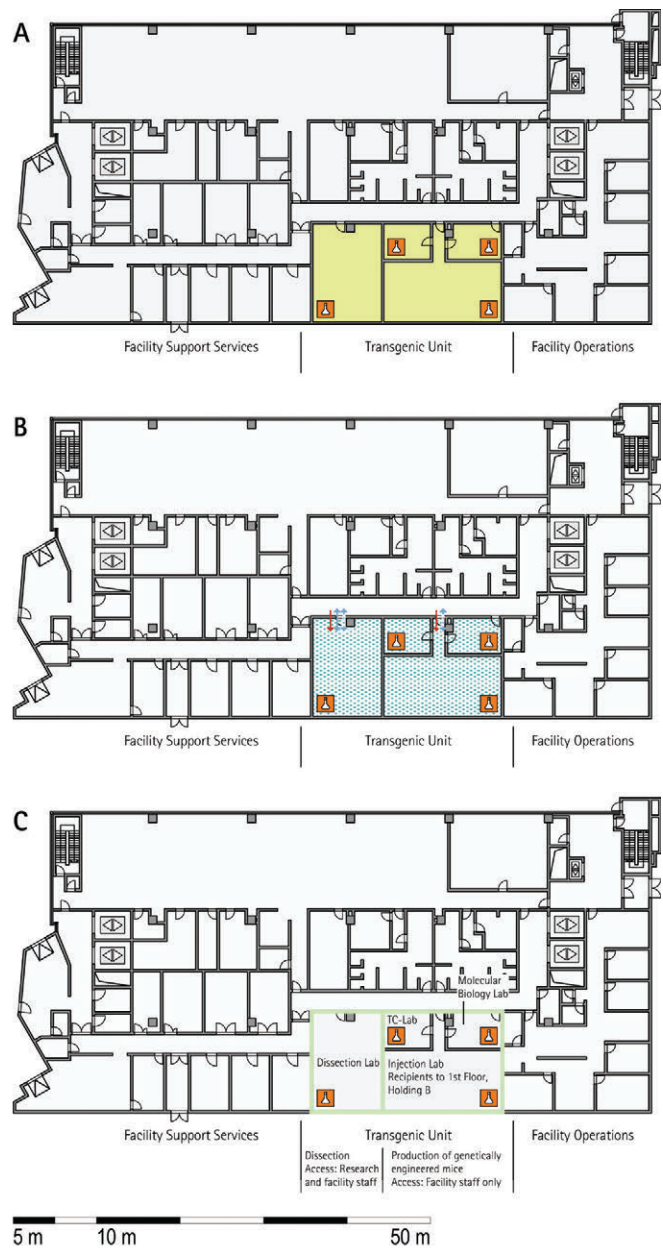 A
Facility Support Services
Transgenic Unit
Facility Operations
B
Facility Support Services
Transgenic Unit
Facility Operations
C
Molecular
Biology Lab
TC-Lab
Dissection Lab
Injection Lab
Recipients to 1st Floor,
Holding B
Facility Support Services
Transgenic Unit
Facility Operations
Dissection
Access: Research
and facility staff
Production of genetically
engineered mice
Access: Facility staff only
5 m
10 m
50 m